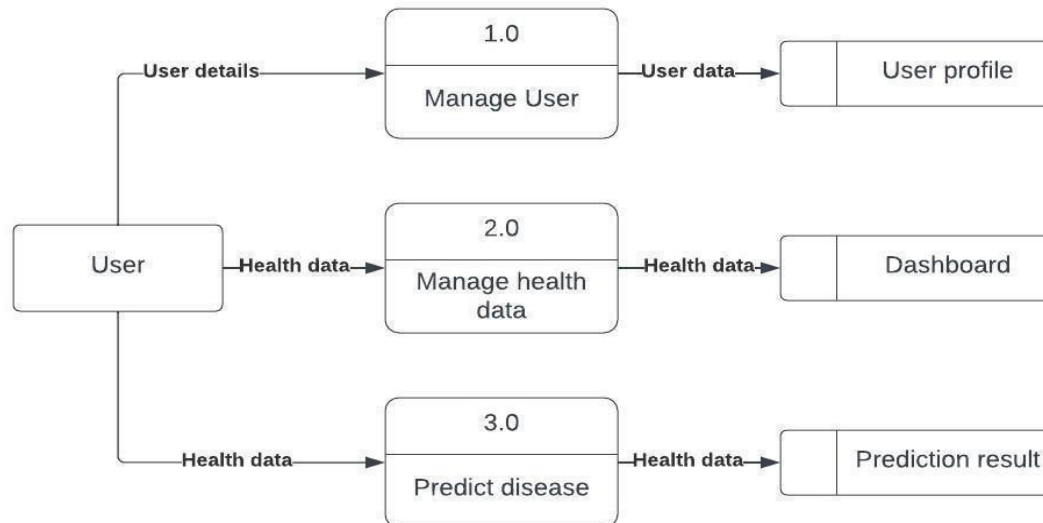 1.0
User details
Manage User
User data
User profile
User
Health data
2.0
Manage health
data
Health data
Dashboard
Health data
3.0
Predict disease
Health data
Prediction result